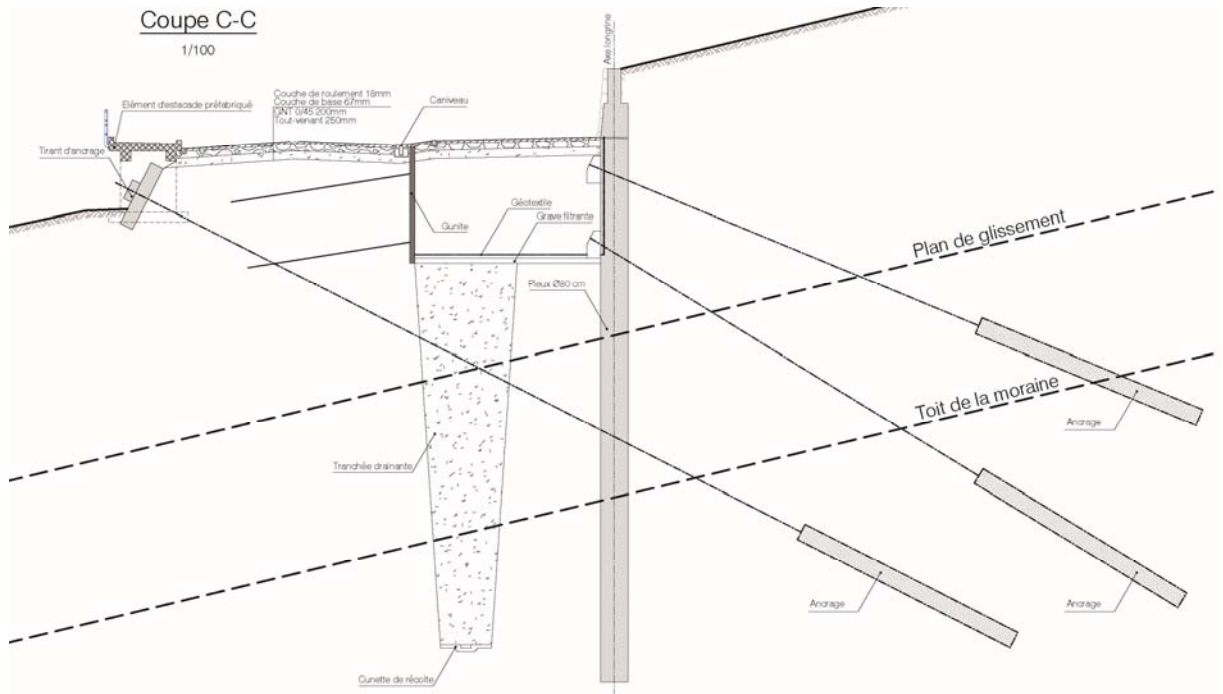 Coupe C-C
1/100
Axe longrine
Couche de roulement 18mm
Couche de base 67mm
GNT 0/45 200mm
Tout-venant 250mm
Caniveau
Elément d'estacade préfabriqué
Tirant d'ancrage
Géotextile
Grave filtrante
Gunite
Plan de glissement
Pieux Ø80 cm
Toit de la moraine
Ancrage
Tranchée drainante
Ancrage
Ancrage
Cunette de récolte